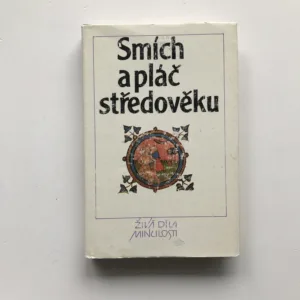 Smích
a pláč
středověku
ŽIVÁ DÍLA
MINULOSTI